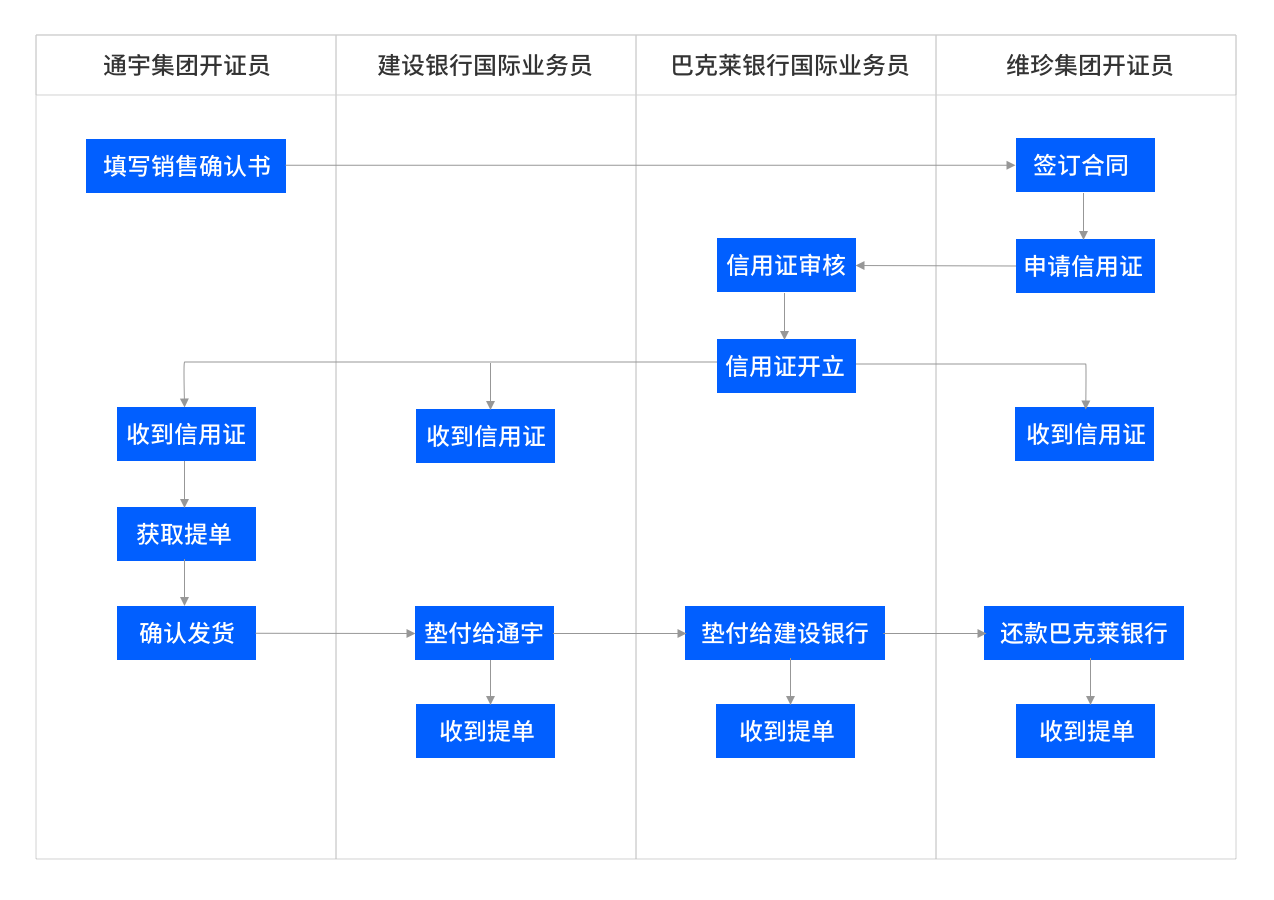 通宇集团开证员
建设银行国际业务员
巴克莱银行国际业务员
维珍集团开证员
填写销售确认书
签订合同
信用证审核
申请信用证
信用证开立
收到信用证
收到信用证
收到信用证
获取提单
确认发货
垫付给通宇
垫付给建设银行
还款巴克莱银行
收到提单
收到提单
收到提单